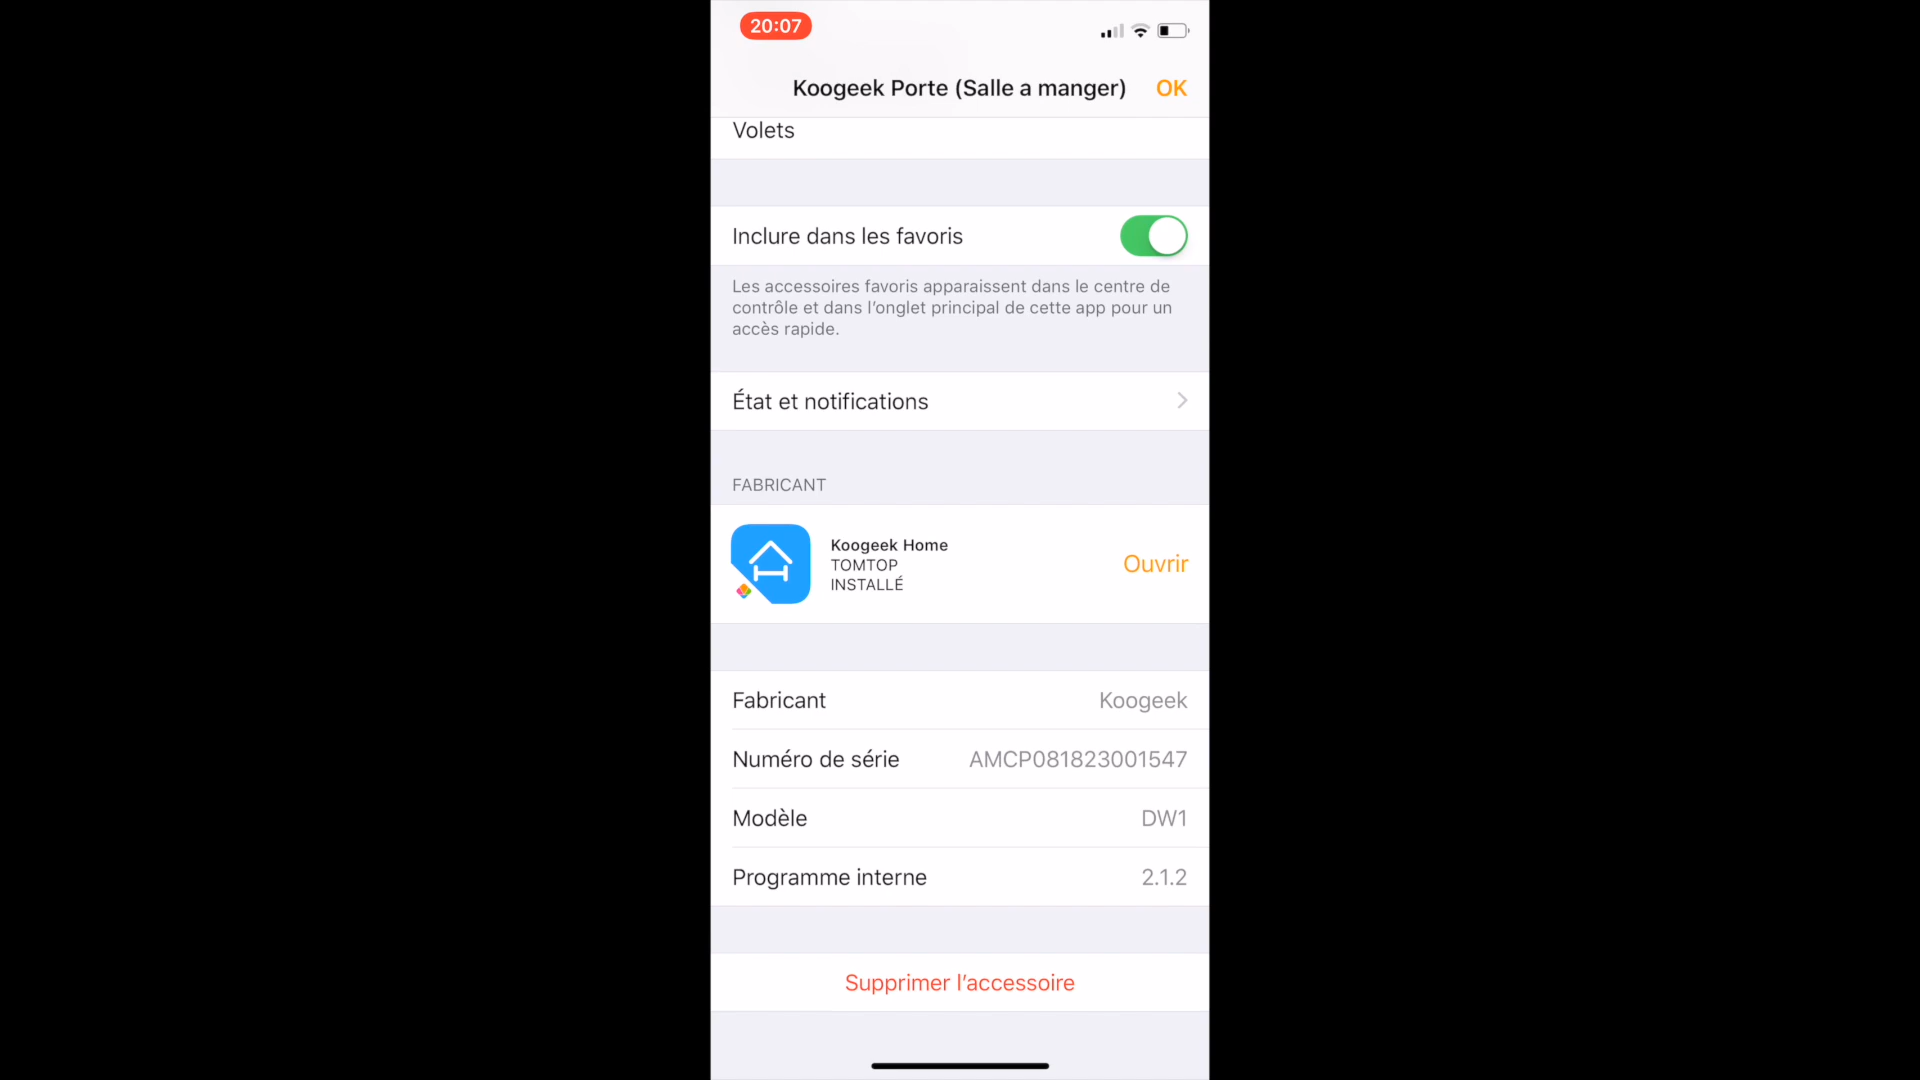 20:07
Koogeek Porte (Salle a manger)
OK
Volets
Inclure dans les favoris
Les accessoires favoris apparaissent dans le centre de
contrôle et dans l’onglet principal de cette app pour un
accès rapide.
État et notifications
FABRICANT
Koogeek Home
TOMTOP
INSTALLÉ
Ouvrir
Fabricant Koogeek
Numéro de série AMCP081823001547
Modèle DW1
Programme interne 2.1.2
Supprimer l’accessoire